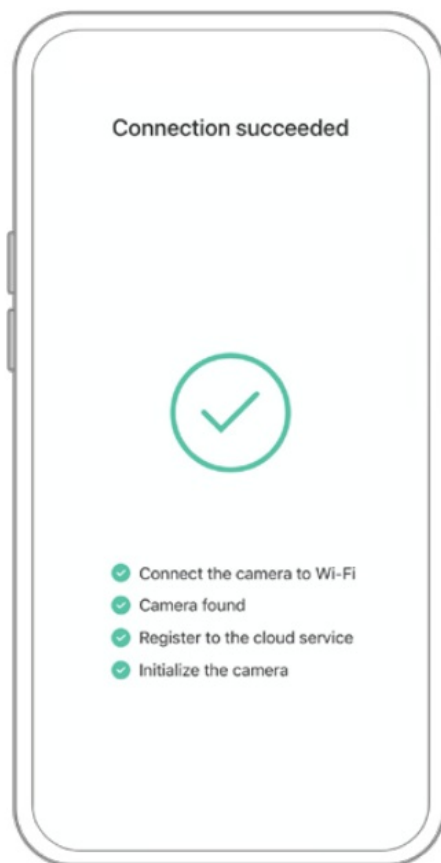 Connection succeeded
Connect the camera to Wi-Fi
Camera found
Register to the cloud service
Initialize the camera